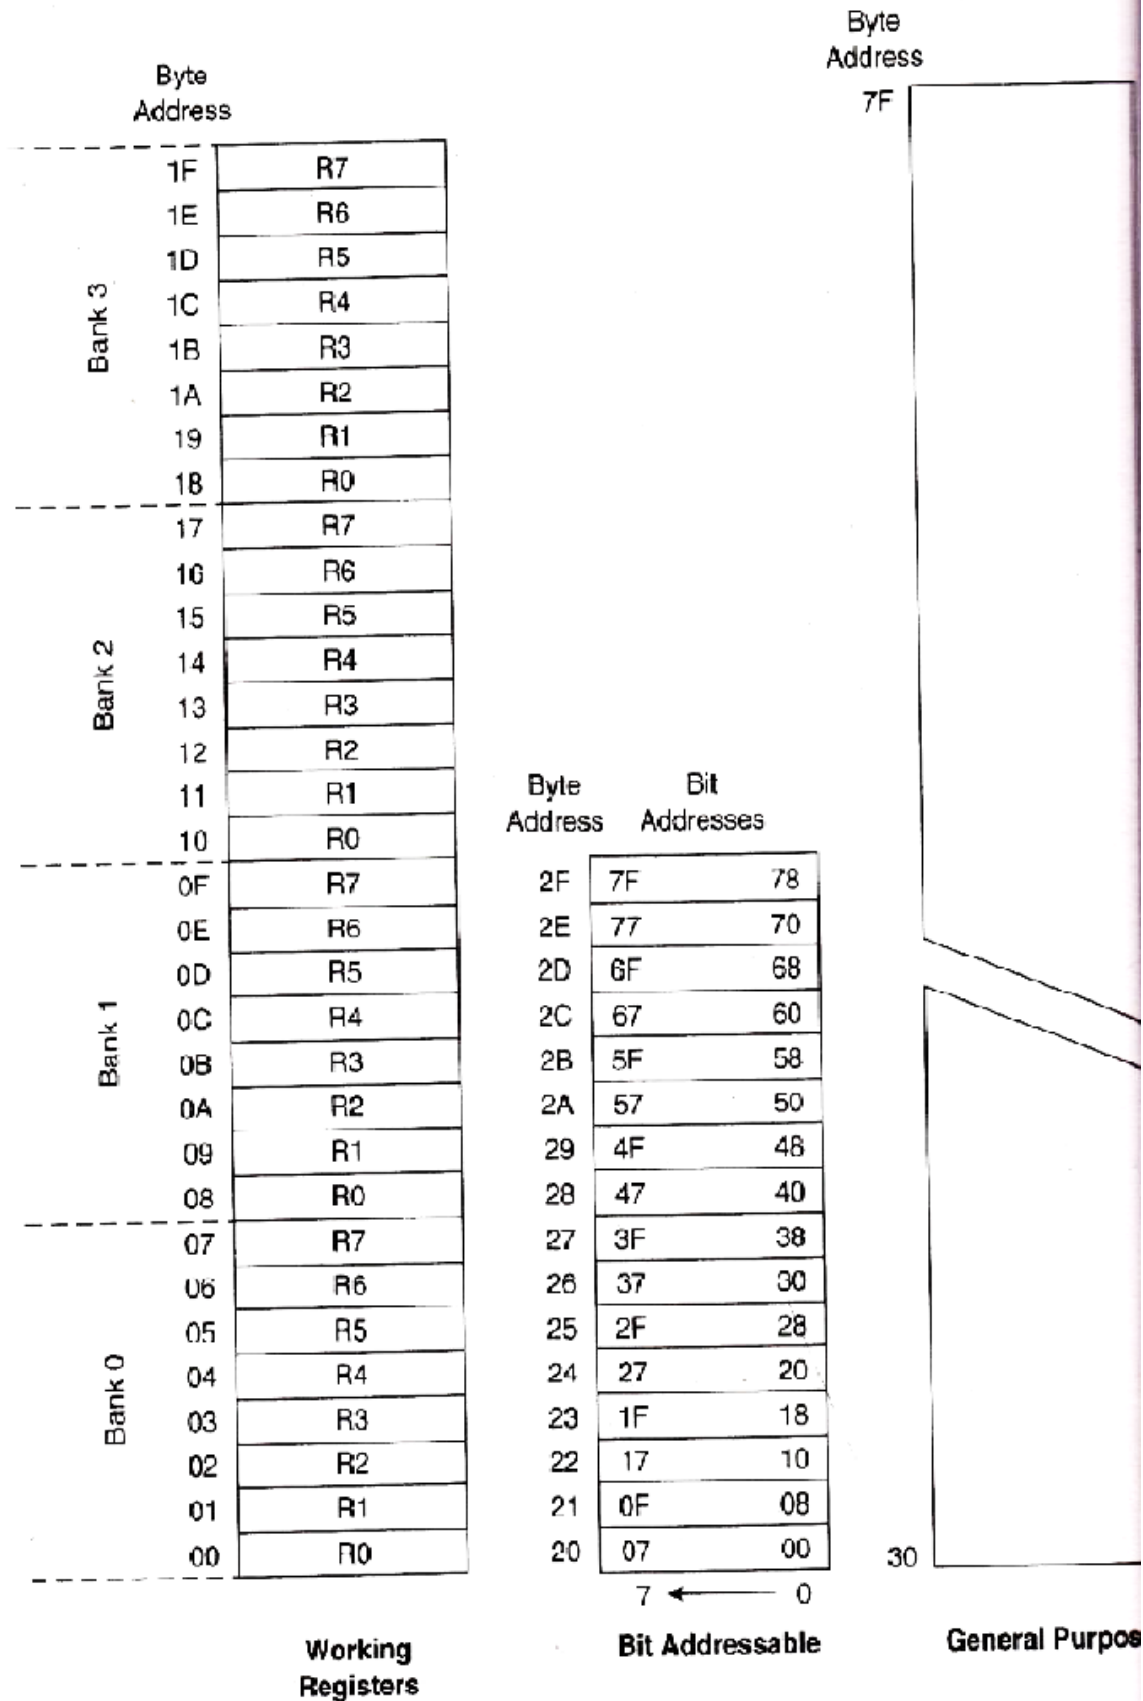 Byte
Address
1F R7
1E R6
1D R5
1C R4
1B R3
1A R2
19 R1
18 R0
Bank 3
17 R7
16 R6
15 R5
14 R4
13 R3
12 R2
11 R1
10 R0
Bank 2
0F R7
0E R6
0D R5
0C R4
0B R3
0A R2
09 R1
08 R0
Bank 1
07 R7
06 R6
05 R5
04 R4
03 R3
02 R2
01 R1
00 R0
Bank 0
Working
Registers
Byte Bit
Address Addresses
2F 7F 78
2E 77 70
2D 6F 68
2C 67 60
2B 5F 58
2A 57 50
29 4F 48
28 47 40
27 3F 38
26 37 30
25 2F 28
24 27 20
23 1F 18
22 17 10
21 0F 08
20 07 00
7 0
Bit Addressable
Byte
Address
7F
30
General Purpos